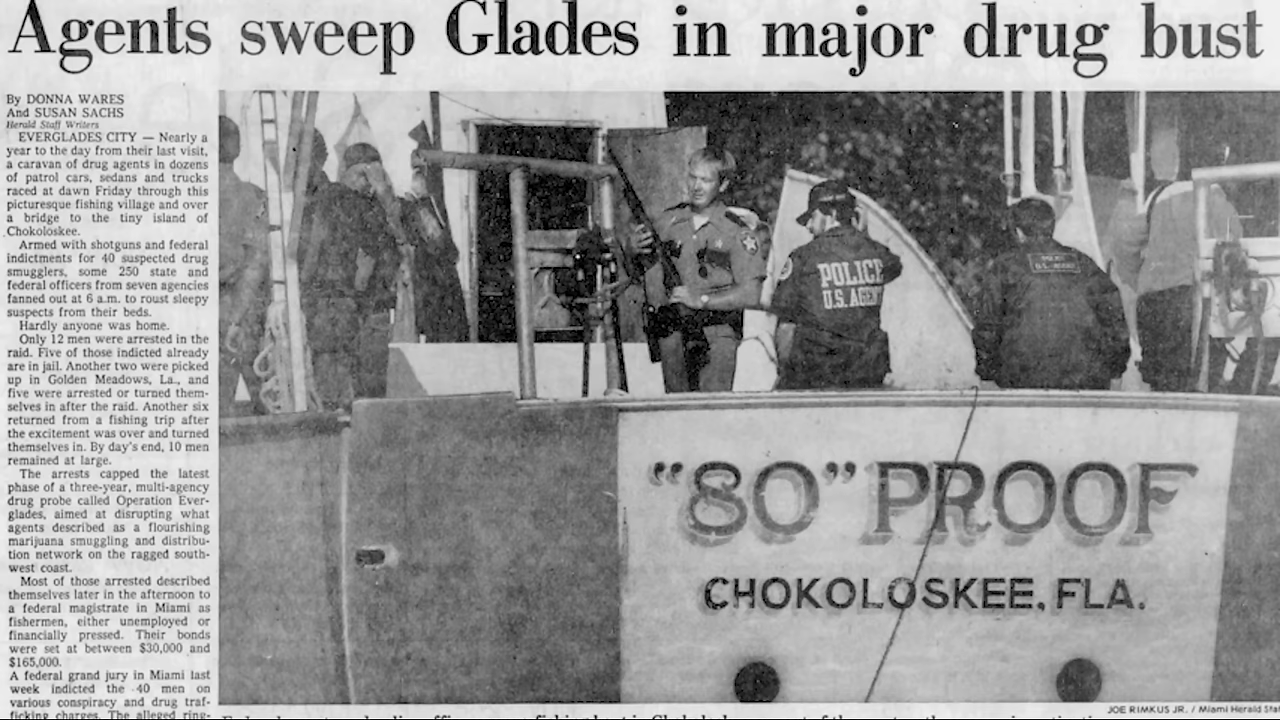 Agents sweep Glades in major drug bust
By DONNA WARES
And SUSAN SACHS
Herald Staff Writers
EVERGLADES CITY — Nearly a
year to the day from their last visit,
a caravan of drug agents in dozens
of patrol cars, sedans and trucks
raced at dawn Friday through this
picturesque fishing village and over
a bridge to the tiny island of
Chokoloskee.
Armed with shotguns and federal
indictments for 40 suspected drug
smugglers, some 250 state and
federal officers from seven agencies
fanned out at 6 a.m. to roust sleepy
suspects from their beds.
Hardly anyone was home.
Only 12 men were arrested in the
raid. Five of those indicted already
are in jail. Another two were picked
up in Golden Meadows, La., and
five were arrested or turned them-
selves in after the raid. Another six
returned from a fishing trip after
the excitement was over and turned
themselves in. By day's end, 10 men
remained at large.
The arrests capped the latest
phase of a three-year, multi-agency
drug probe called Operation Ever-
glades, aimed at disrupting what
agents described as a flourishing
marijuana smuggling and distribu-
tion network on the ragged south-
west coast.
Most of those arrested described
themselves later in the afternoon to
a federal magistrate in Miami as
fishermen, either unemployed or
financially pressed. Their bonds
were set at between $30,000 and
$165,000.
A federal grand jury in Miami last
week indicted the 40 men on
various conspiracy and drug traf-
ficking charges. The alleged ring-
POLICE
U.S. AGENT
"80" PROOF
CHOKOLOSKEE, FLA.
JOE RIMKUS JR. / Miami Herald Sta